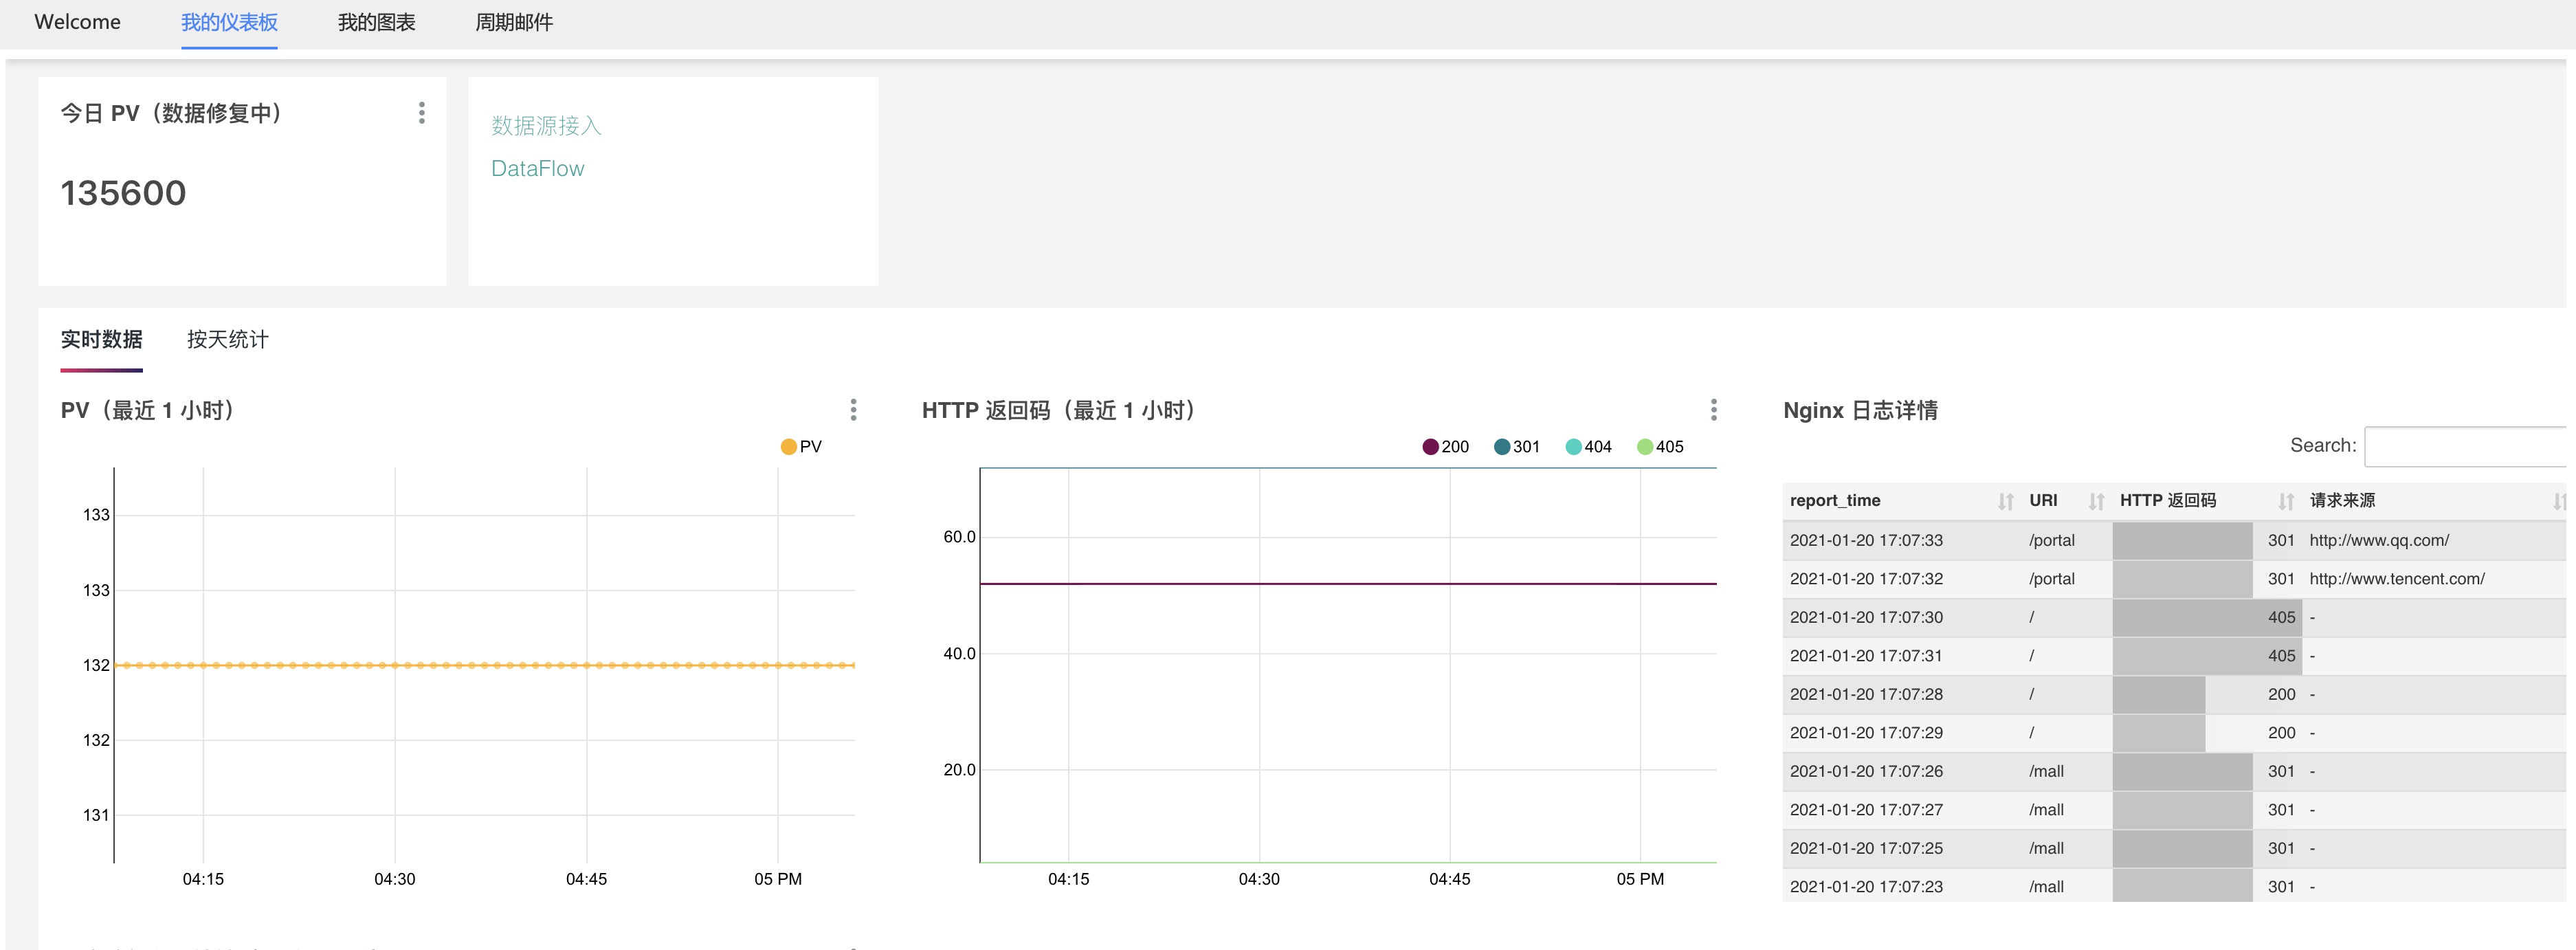 Welcome 我的仪表板 我的图表 周期邮件
今日 PV（数据修复中）
135600
数据源接入
DataFlow
实时数据 按天统计
PV（最近 1 小时）
PV
133
133
132
132
131
04:15 04:30 04:45 05 PM
HTTP 返回码（最近 1 小时）
200 301 404 405
60.0
40.0
20.0
04:15 04:30 04:45 05 PM
Nginx 日志详情
Search:
report_time URI HTTP 返回码 请求来源
2021-01-20 17:07:33 /portal 301 http://www.qq.com/
2021-01-20 17:07:32 /portal 301 http://www.tencent.com/
2021-01-20 17:07:30 / 405 -
2021-01-20 17:07:31 / 405 -
2021-01-20 17:07:28 / 200 -
2021-01-20 17:07:29 / 200 -
2021-01-20 17:07:26 /mall 301 -
2021-01-20 17:07:27 /mall 301 -
2021-01-20 17:07:25 /mall 301 -
2021-01-20 17:07:23 /mall 301 -